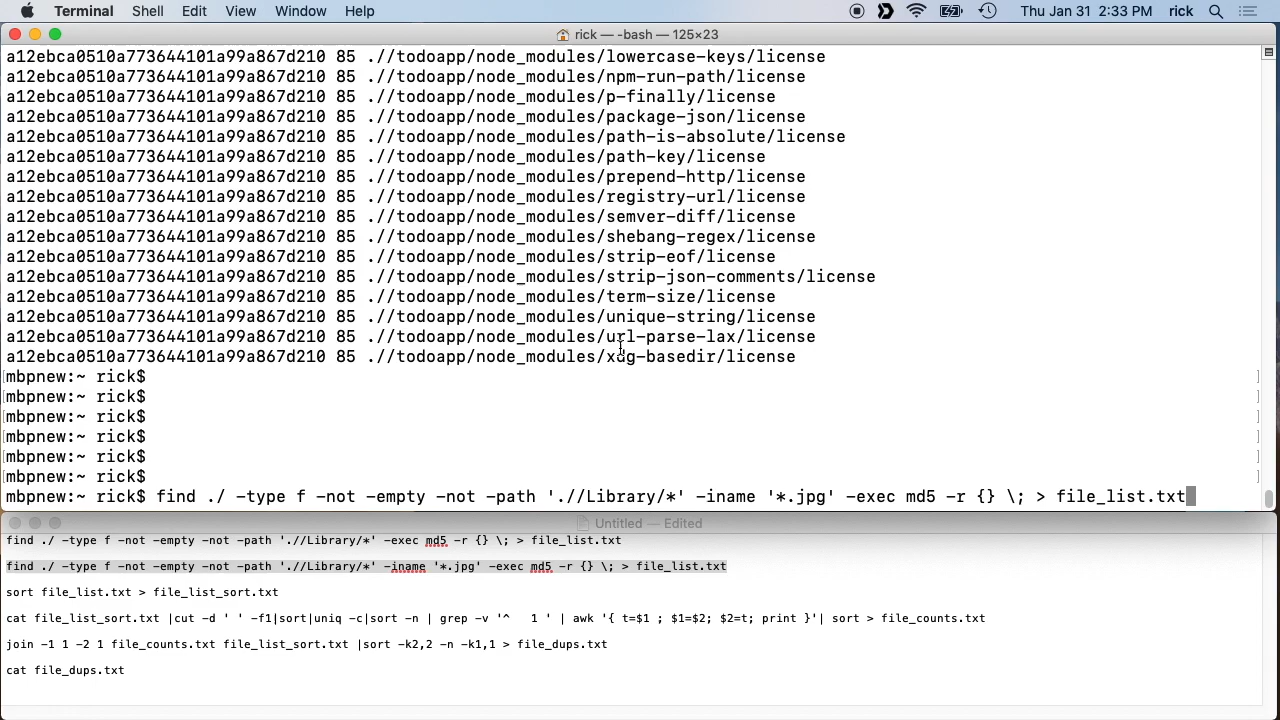 Terminal Shell Edit View Window Help Thu Jan 31 2:33 PM rick
rick — -bash — 125×23
a12ebca0510a773644101a99a867d210 85 .//todoapp/node_modules/lowercase-keys/license
a12ebca0510a773644101a99a867d210 85 .//todoapp/node_modules/npm-run-path/license
a12ebca0510a773644101a99a867d210 85 .//todoapp/node_modules/p-finally/license
a12ebca0510a773644101a99a867d210 85 .//todoapp/node_modules/package-json/license
a12ebca0510a773644101a99a867d210 85 .//todoapp/node_modules/path-is-absolute/license
a12ebca0510a773644101a99a867d210 85 .//todoapp/node_modules/path-key/license
a12ebca0510a773644101a99a867d210 85 .//todoapp/node_modules/prepend-http/license
a12ebca0510a773644101a99a867d210 85 .//todoapp/node_modules/registry-url/license
a12ebca0510a773644101a99a867d210 85 .//todoapp/node_modules/semver-diff/license
a12ebca0510a773644101a99a867d210 85 .//todoapp/node_modules/shebang-regex/license
a12ebca0510a773644101a99a867d210 85 .//todoapp/node_modules/strip-eof/license
a12ebca0510a773644101a99a867d210 85 .//todoapp/node_modules/strip-json-comments/license
a12ebca0510a773644101a99a867d210 85 .//todoapp/node_modules/term-size/license
a12ebca0510a773644101a99a867d210 85 .//todoapp/node_modules/unique-string/license
a12ebca0510a773644101a99a867d210 85 .//todoapp/node_modules/url-parse-lax/license
a12ebca0510a773644101a99a867d210 85 .//todoapp/node_modules/xdg-basedir/license
[mbpnew:~ rick$ ]
[mbpnew:~ rick$ ]
[mbpnew:~ rick$ ]
[mbpnew:~ rick$ ]
[mbpnew:~ rick$ ]
[mbpnew:~ rick$ ]
mbpnew:~ rick$ find ./ -type f -not -empty -not -path './/Library/*' -iname '*.jpg' -exec md5 -r {} \; > file_list.txt
Untitled — Edited
find ./ -type f -not -empty -not -path './/Library/*' -exec md5 -r {} \; > file_list.txt
find ./ -type f -not -empty -not -path './/Library/*' -iname '*.jpg' -exec md5 -r {} \; > file_list.txt
sort file_list.txt > file_list_sort.txt
cat file_list_sort.txt |cut -d ' ' -f1|sort|uniq -c|sort -n | grep -v '^   1 ' | awk '{ t=$1 ; $1=$2; $2=t; print }'| sort > file_counts.txt
join -1 1 -2 1 file_counts.txt file_list_sort.txt |sort -k2,2 -n -k1,1 > file_dups.txt
cat file_dups.txt